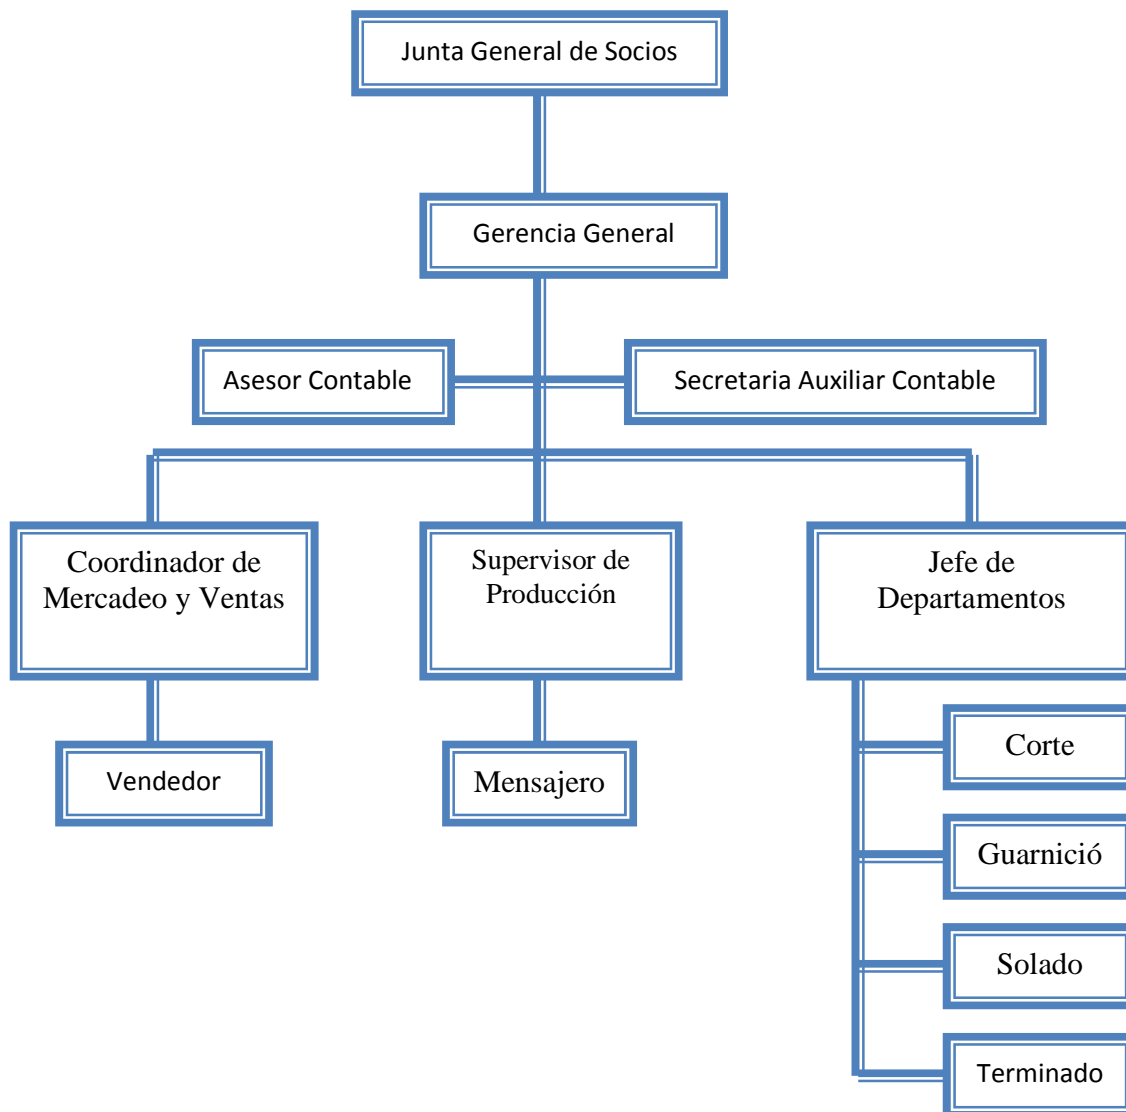 Junta General de Socios
Gerencia General
Asesor Contable
Secretaria Auxiliar Contable
Coordinador de
Mercadeo y Ventas
Supervisor de
Producción
Jefe de
Departamentos
Vendedor
Mensajero
Corte
Guarnició
Solado
Terminado